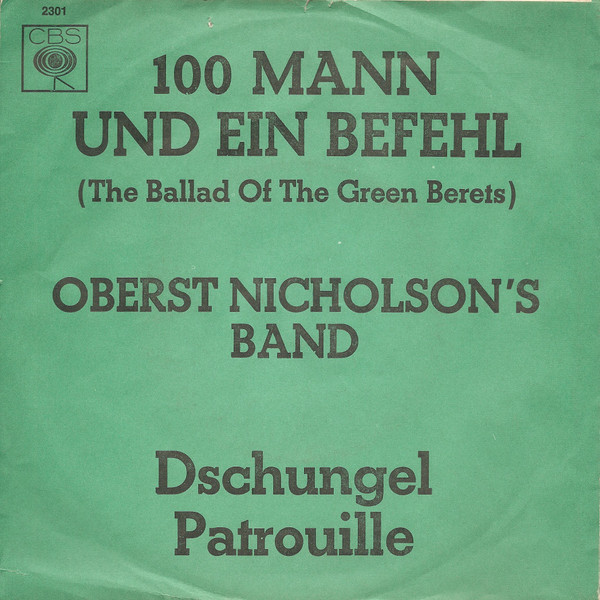 2301
CBS
100 MANN
UND EIN BEFEHL
(The Ballad Of The Green Berets)
OBERST NICHOLSON'S
BAND
Dschungel
Patrouille